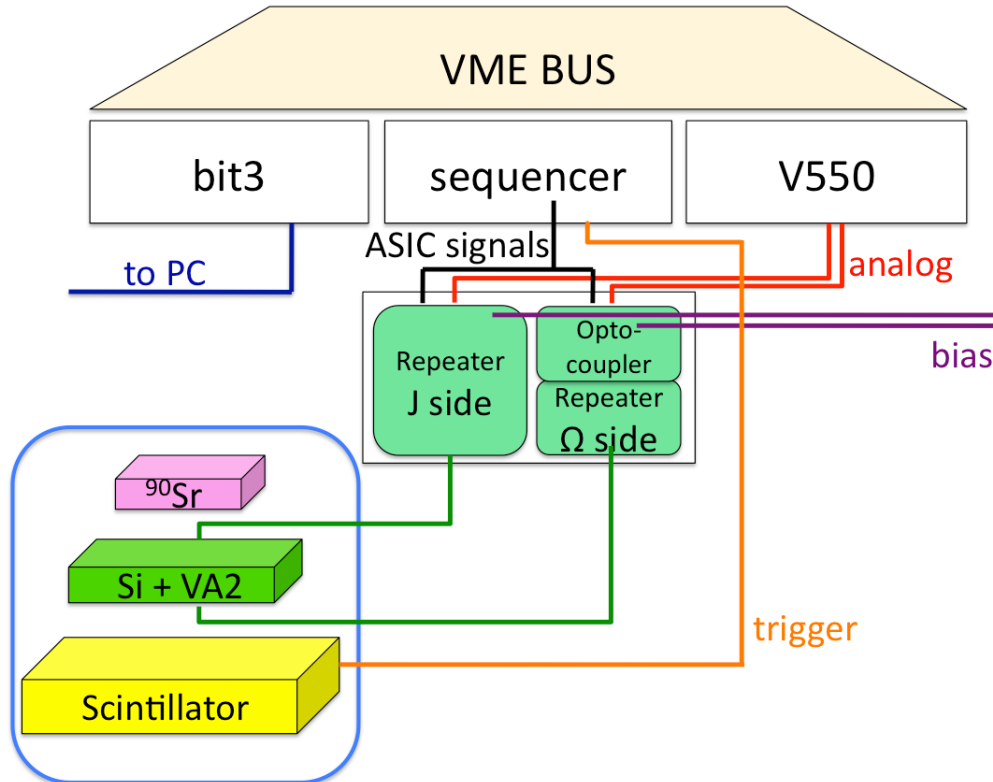 VME BUS
bit3
sequencer
V550
ASIC signals
to PC
analog
Opto-
coupler
bias
Repeater
J side
Repeater
Ω side
⁹⁰Sr
Si + VA2
trigger
Scintillator